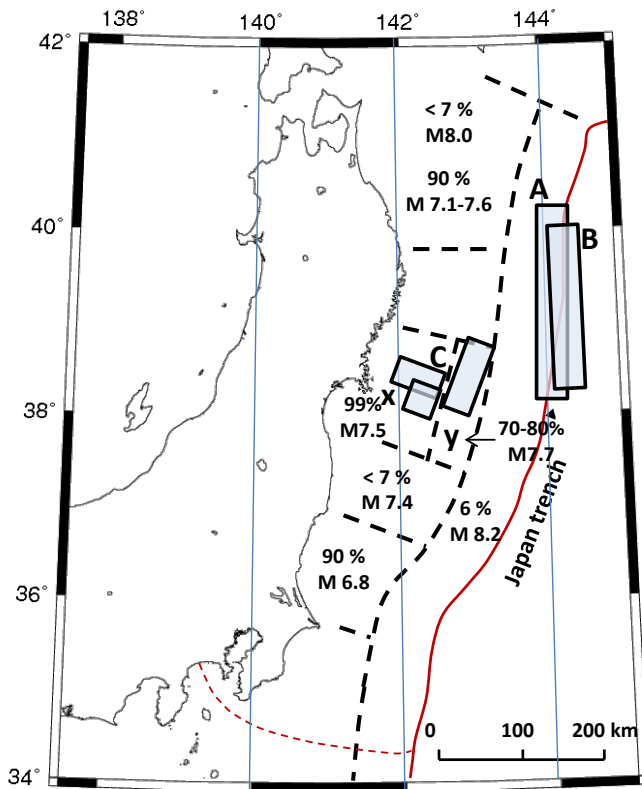 138° 140° 142° 144°
42°
< 7 %
M8.0
90 %
M 7.1-7.6
A
40°
B
C
x
99%
M7.5
38°
y
70-80%
M7.7
< 7 %
M 7.4
6 %
M 8.2
Japan trench
90 %
M 6.8
36°
0 100 200 km
34°